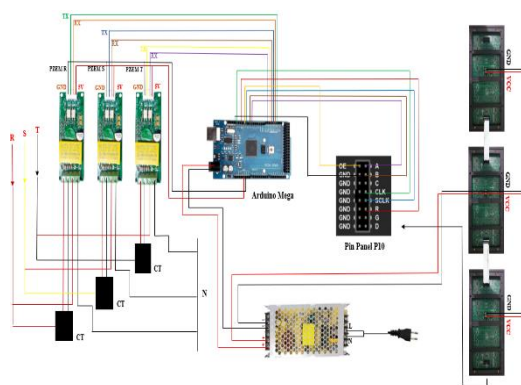 TX
RX
TX
RX
TX
RX
PZEM R
PZEM S
PZEM T
GND 5V
GND 5V
GND 5V
R S T
CT
CT
CT
N
Arduino Mega
OE A
GND B
GND C
GND CLK
GND SCLK
GND R
GND G
GND D
Pin Panel P10
L
N
GND
VCC
GND
VCC
GND
VCC